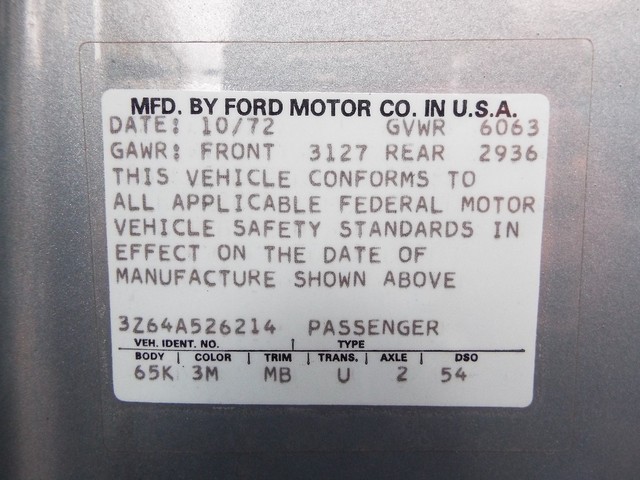 MFD. BY FORD MOTOR CO. IN U.S.A.
DATE: 10/72 GVWR 6063
GAWR: FRONT 3127 REAR 2936
THIS VEHICLE CONFORMS TO
ALL APPLICABLE FEDERAL MOTOR
VEHICLE SAFETY STANDARDS IN
EFFECT ON THE DATE OF
MANUFACTURE SHOWN ABOVE
3Z64A526214 PASSENGER
VEH. IDENT. NO. | TYPE
BODY | COLOR | TRIM | TRANS. | AXLE | DSO
65K 3M MB U 2 54